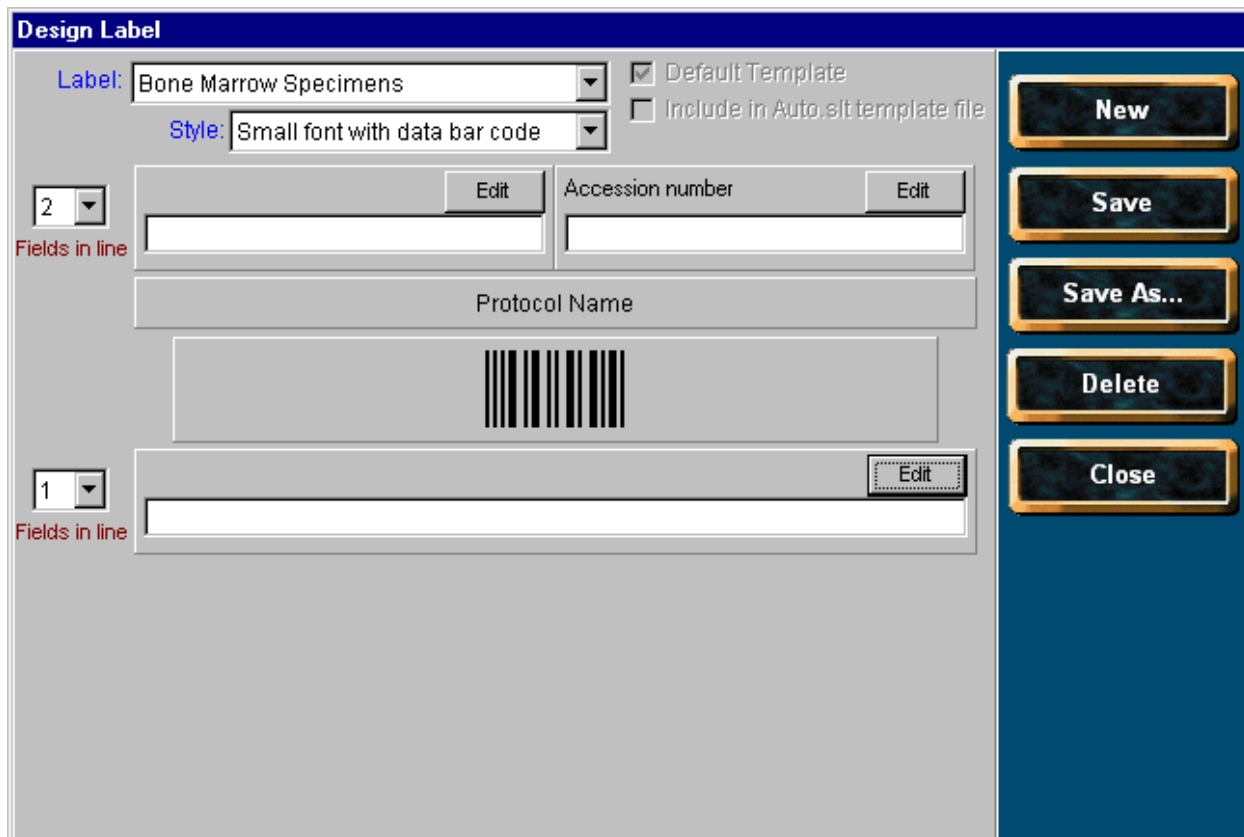 Design Label
Label: Bone Marrow Specimens
Default Template
Include in Auto.slt template file
Style: Small font with data bar code
New
Save
Save As...
Delete
Close
2
Fields in line
Edit
Accession number
Edit
Protocol Name
1
Fields in line
Edit